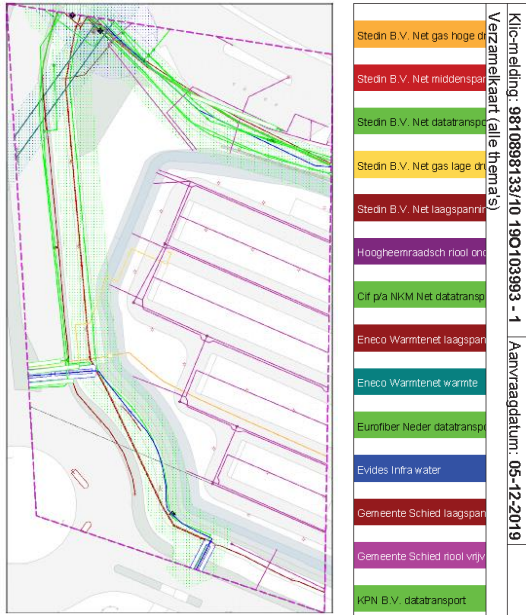 Klic-melding: 9810898133/10 19O103993 - 1 Aanvraagdatum: 05-12-2019
Verzamelkaart (alle thema's)
Stedin B.V. Net gas hoge dr
Stedin B.V. Net middenspan
Stedin B.V. Net datatranspo
Stedin B.V. Net gas lage dru
Stedin B.V. Net laagspannin
Hoogheemraadsch riool ond
Cif p/a NKM Net datatransp
Eneco Warmtenet laagspan
Eneco Warmtenet warmte
Eurofiber Neder datatranspo
Evides Infra water
Gemeente Schied laagspan
Gemeente Schied riool vrijv
KPN B.V. datatransport